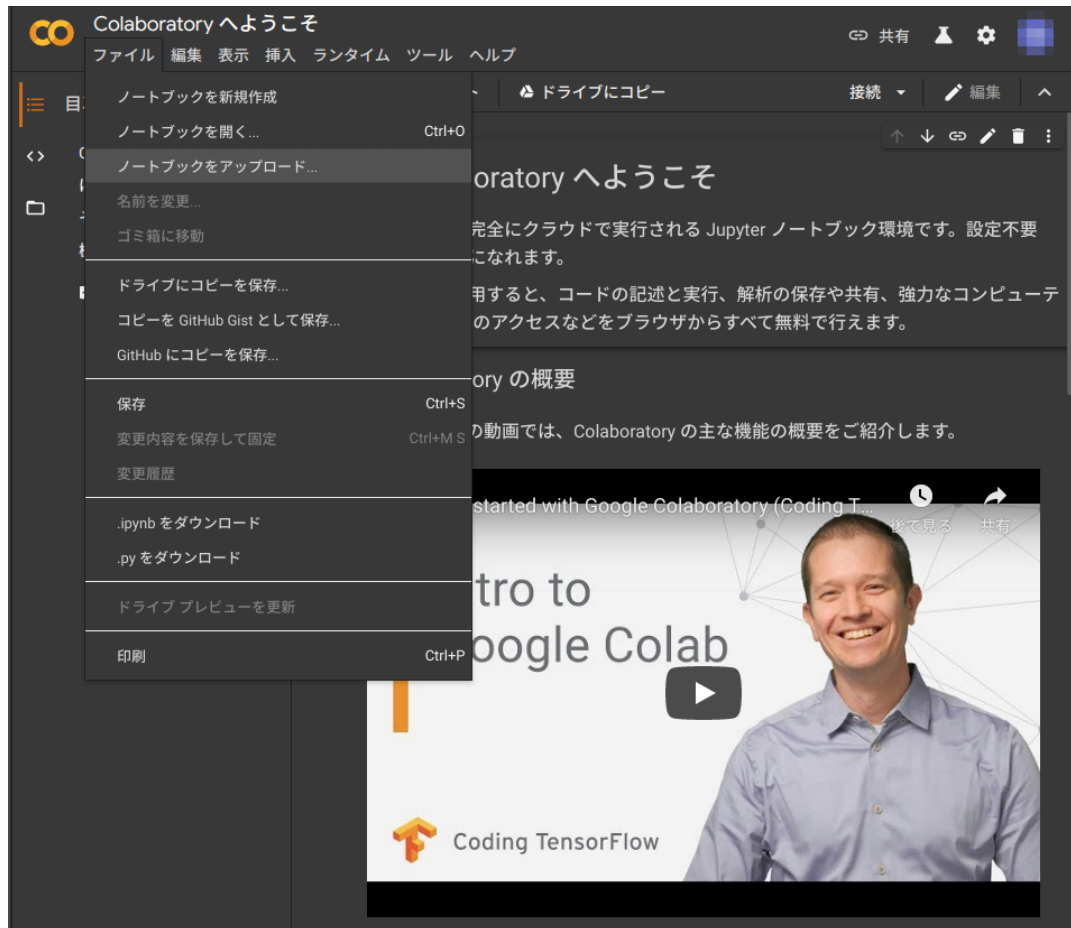 Colaboratory へようこそ
ファイル 編集 表示 挿入 ランタイム ツール ヘルプ
共有
ドライブにコピー
接続
編集
目
ノートブックを新規作成
ノートブックを開く... Ctrl+O
ノートブックをアップロード...
名前を変更...
ゴミ箱に移動
ドライブにコピーを保存...
コピーを GitHub Gist として保存...
GitHub にコピーを保存...
保存 Ctrl+S
変更内容を保存して固定 Ctrl+M S
変更履歴
.ipynb をダウンロード
.py をダウンロード
ドライブ プレビューを更新
印刷 Ctrl+P
oratory へようこそ
完全にクラウドで実行される Jupyter ノートブック環境です。設定不要
になれます。
用すると、コードの記述と実行、解析の保存や共有、強力なコンピューテ
のアクセスなどをブラウザからすべて無料で行えます。
ory の概要
の動画では、Colaboratory の主な機能の概要をご紹介します。
started with Google Colaboratory (Coding T...
後で見る 共有
tro to
oogle Colab
Coding TensorFlow